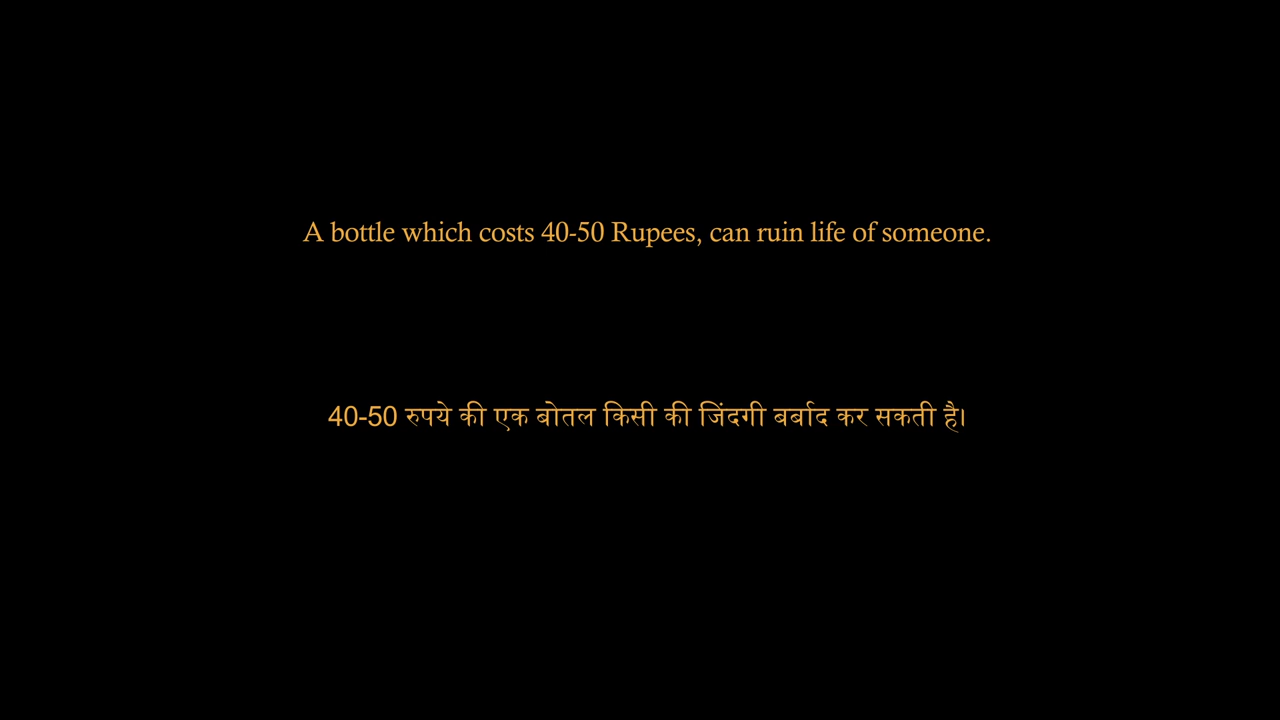 A bottle which costs 40-50 Rupees, can ruin life of someone.
40-50 रुपये की एक बोतल किसी की जिंदगी बर्बाद कर सकती है।